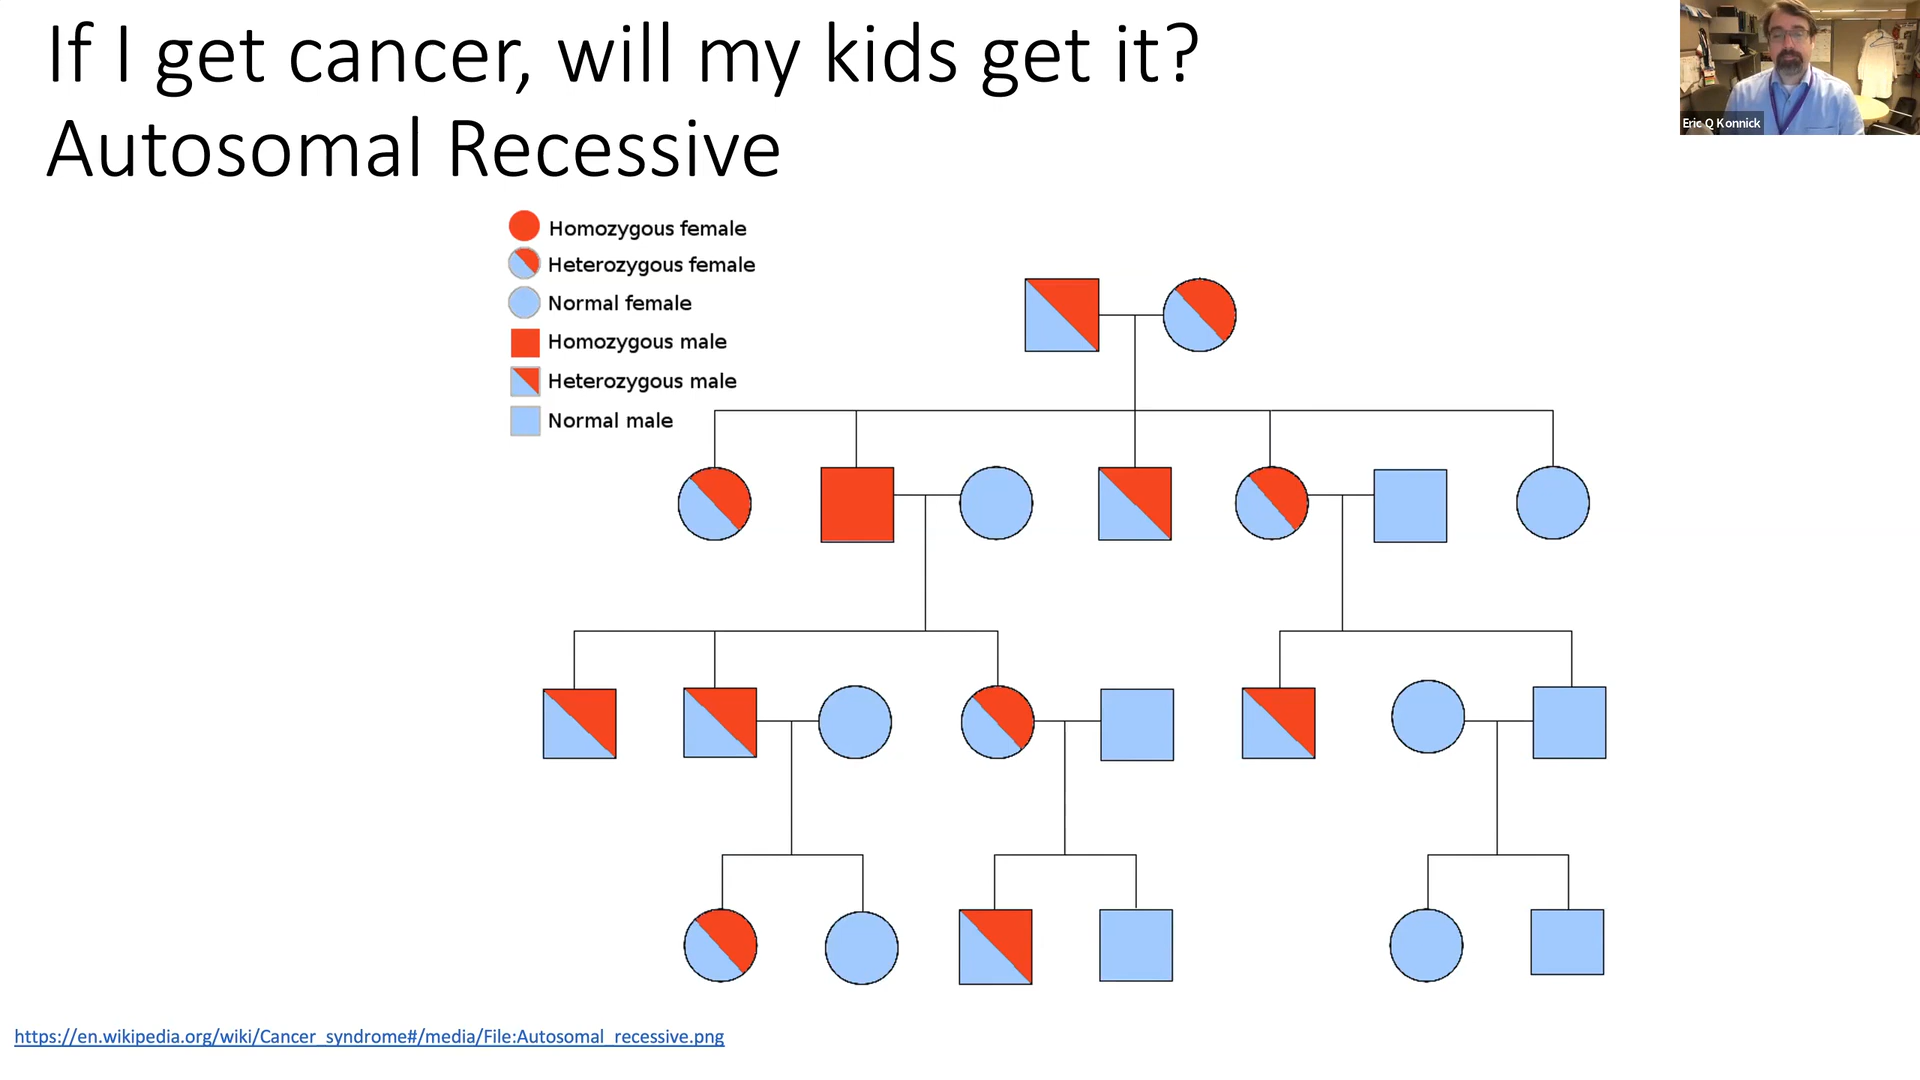 If I get cancer, will my kids get it?
Autosomal Recessive
Eric Q Konnick
Homozygous female
Heterozygous female
Normal female
Homozygous male
Heterozygous male
Normal male
https://en.wikipedia.org/wiki/Cancer_syndrome#/media/File:Autosomal_recessive.png